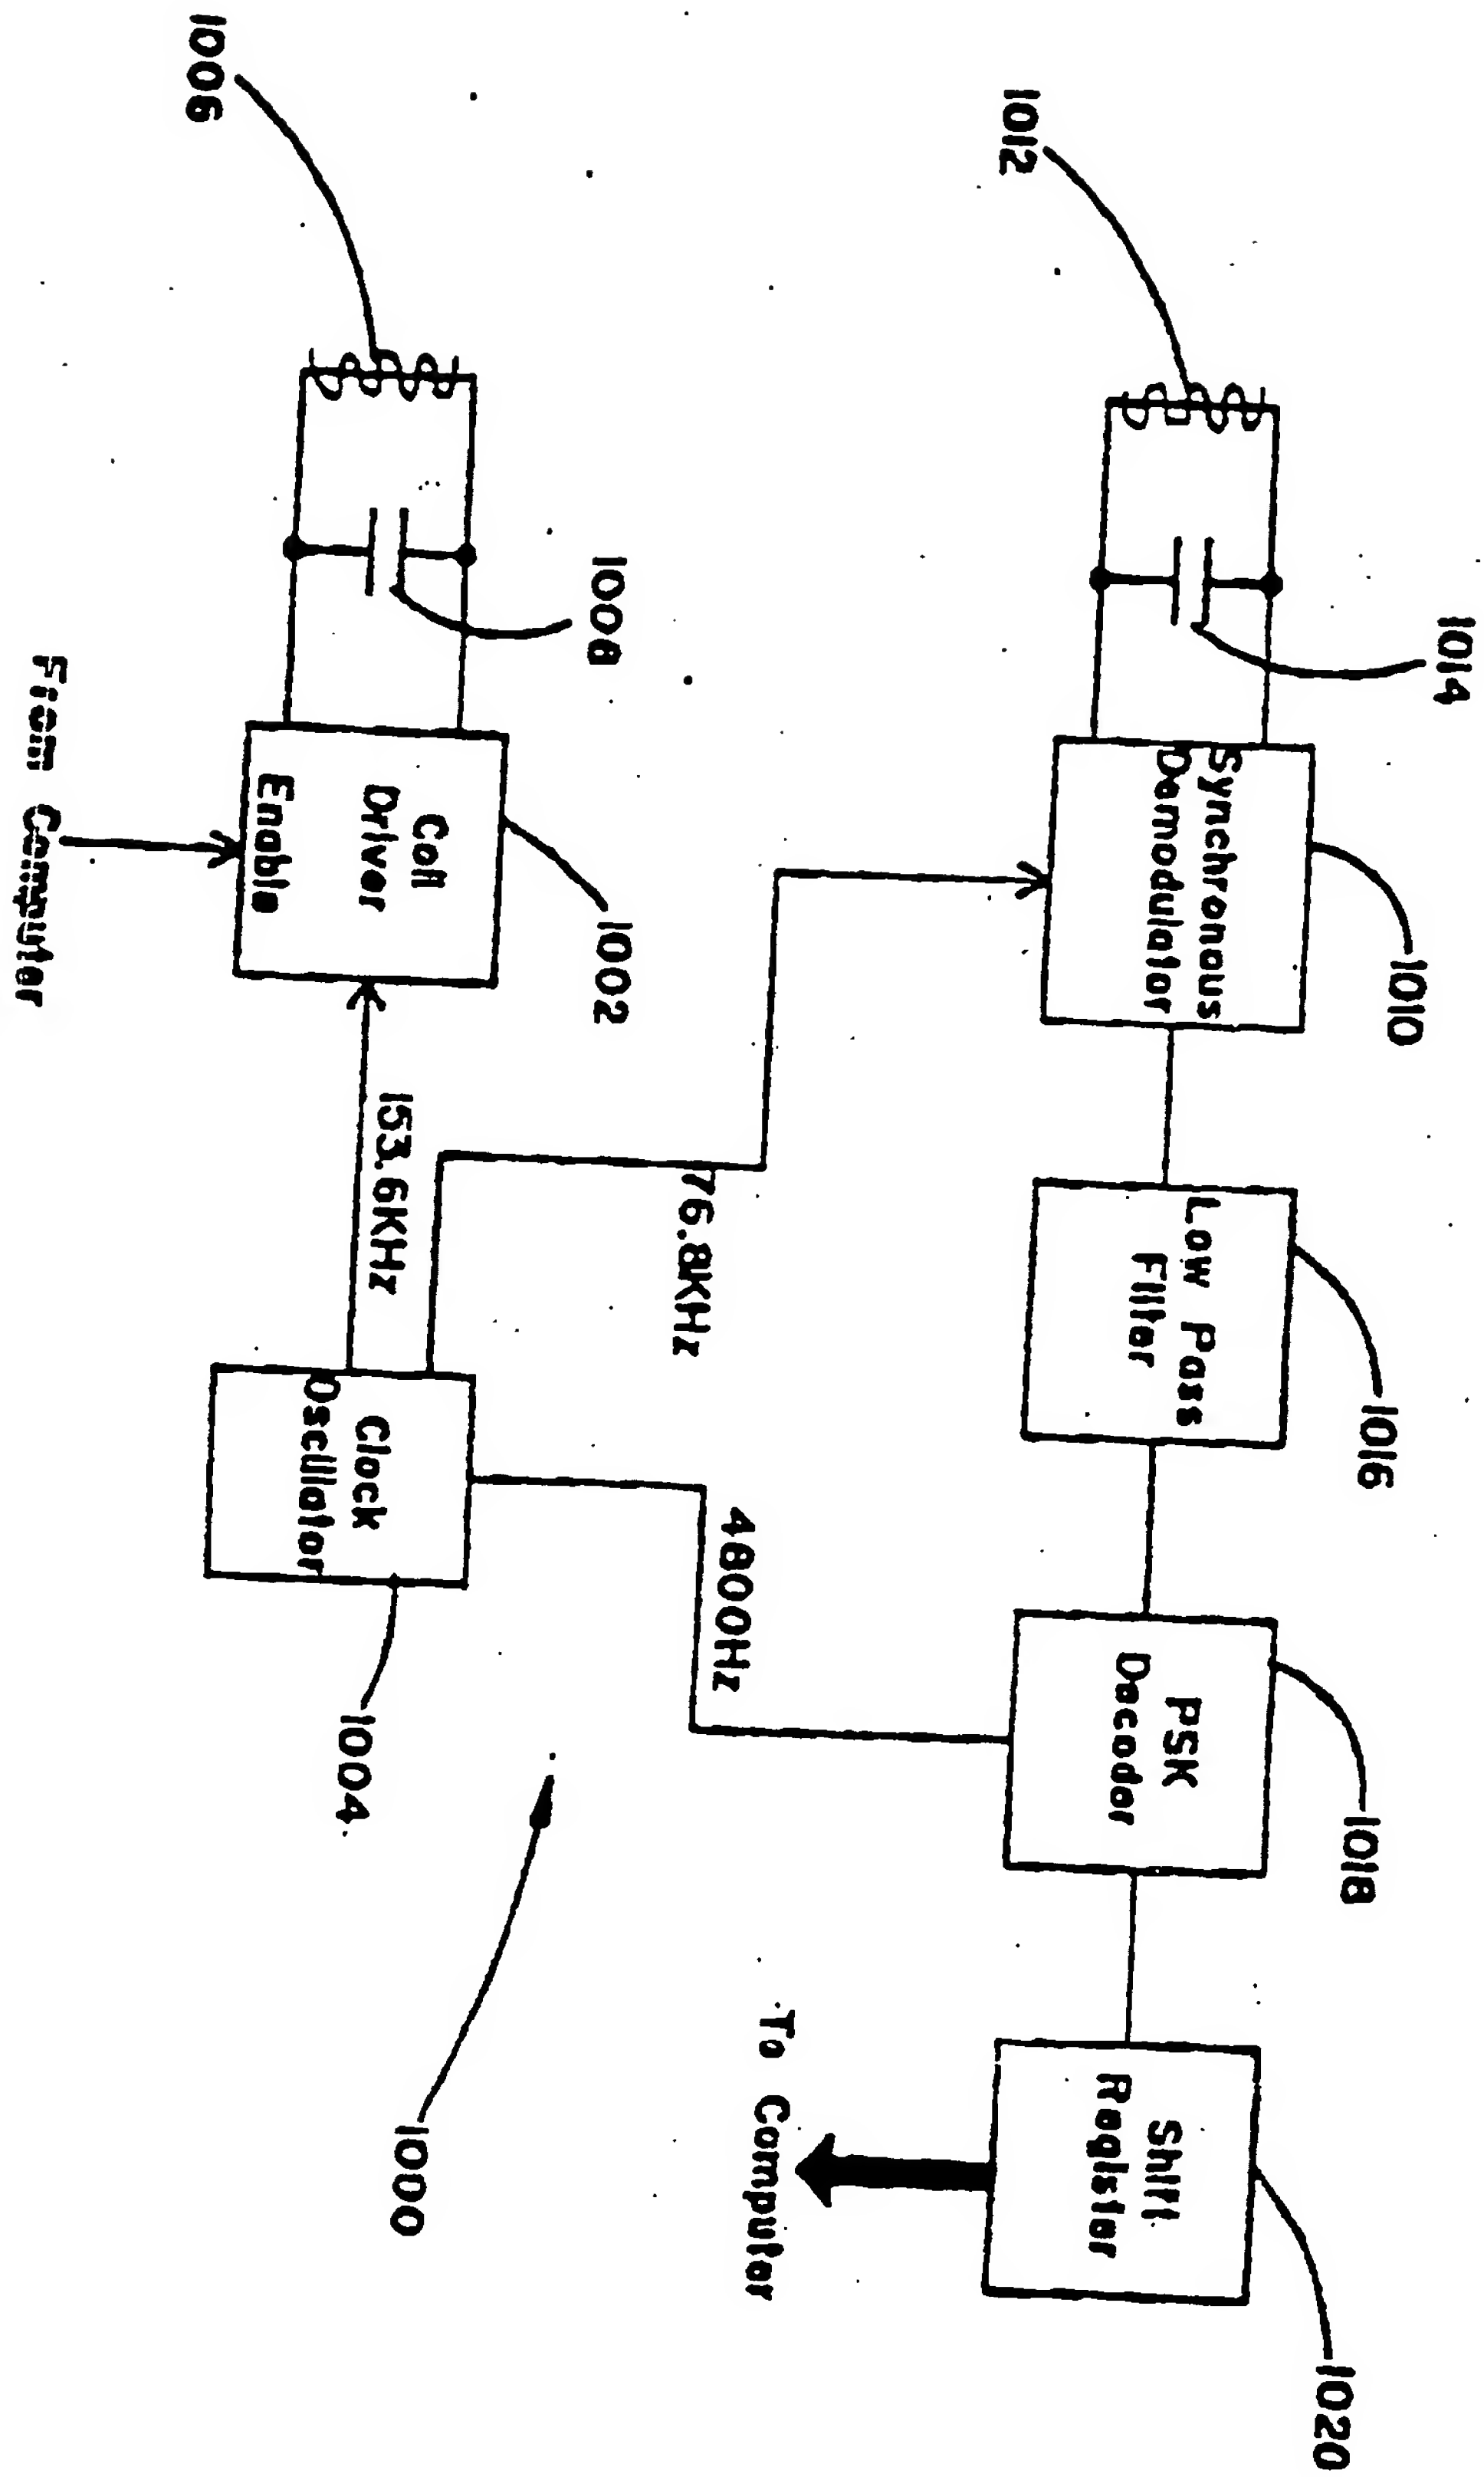 1012
1014
1010
1016
1018
1020
Synchronous
Demodulator
Low Pass
Filter
PSK
Decoder
Shift
Register
76.8KHz
4800Hz
To Computer
1006
1008
1002
Coil
Driver
Enable
153.6KHz
Clock
Oscillator
1004
1000
From Computer